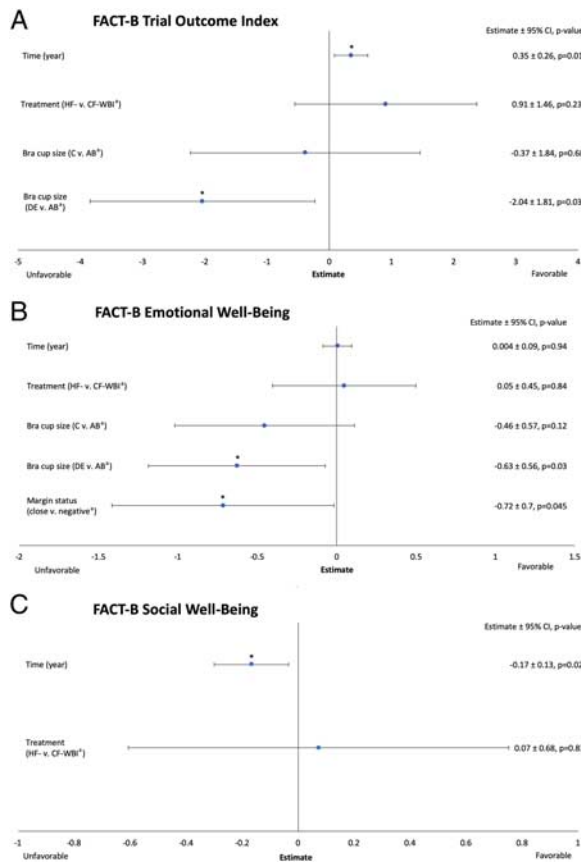 A
FACT-B Trial Outcome Index
Estimate ± 95% CI, p-value
Time (year)
*
0.35 ± 0.26, p=0.01
Treatment (HF- v. CF-WBI⁺)
0.91 ± 1.46, p=0.23
Bra cup size (C v. AB⁺)
-0.37 ± 1.84, p=0.6
Bra cup size
(DE v. AB⁺)
*
-2.04 ± 1.81, p=0.03
-5 -4 -3 -2 -1 0 1 2 3 4
Unfavorable Estimate Favorable
B
FACT-B Emotional Well-Being
Estimate ± 95% CI, p-value
Time (year)
0.004 ± 0.09, p=0.94
Treatment (HF- v. CF-WBI⁺)
0.05 ± 0.45, p=0.84
Bra cup size (C v. AB⁺)
-0.46 ± 0.57, p=0.12
Bra cup size (DE v. AB⁺)
*
-0.63 ± 0.56, p=0.03
Margin status
(close v. negative⁺)
*
-0.72 ± 0.7, p=0.045
-2 -1.5 -1 -0.5 0 0.5 1 1.5
Unfavorable Estimate Favorable
C
FACT-B Social Well-Being
Estimate ± 95% CI, p-value
Time (year)
*
-0.17 ± 0.13, p=0.02
Treatment
(HF- v. CF-WBI⁺)
0.07 ± 0.68, p=0.8
-1 -0.8 -0.6 -0.4 -0.2 0 0.2 0.4 0.6 0.8 1
Unfavorable Estimate Favorable